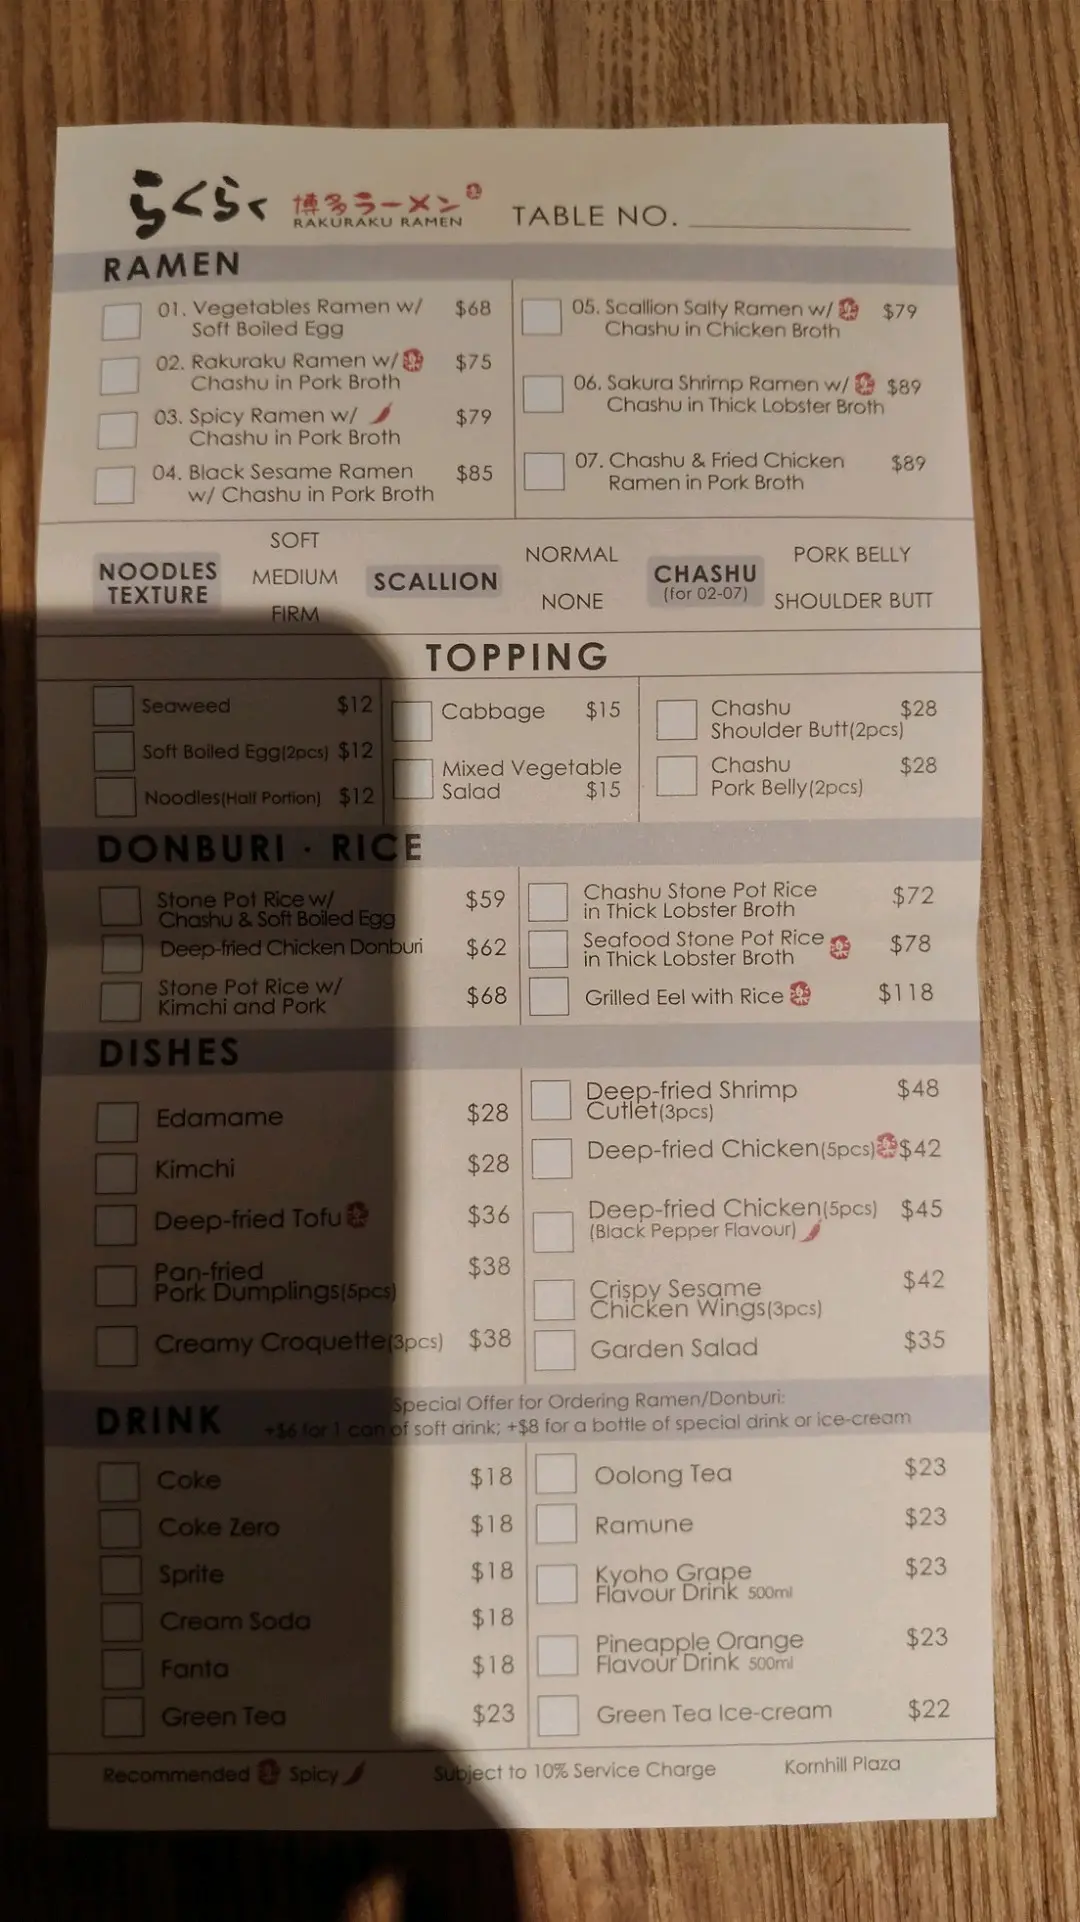 らくらく 博多ラーメン
RAKURAKU RAMEN
TABLE NO.
RAMEN
01. Vegetables Ramen w/ $68
Soft Boiled Egg
02. Rakuraku Ramen w/ $75
Chashu in Pork Broth
03. Spicy Ramen w/ $79
Chashu in Pork Broth
04. Black Sesame Ramen $85
w/ Chashu in Pork Broth
05. Scallion Salty Ramen w/ $79
Chashu in Chicken Broth
06. Sakura Shrimp Ramen w/ $89
Chashu in Thick Lobster Broth
07. Chashu & Fried Chicken $89
Ramen in Pork Broth
NOODLES
TEXTURE
SOFT
MEDIUM
FIRM
SCALLION
NORMAL
NONE
CHASHU
(for 02-07)
PORK BELLY
SHOULDER BUTT
TOPPING
Seaweed $12
Soft Boiled Egg(2pcs) $12
Noodles(Half Portion) $12
Cabbage $15
Mixed Vegetable
Salad $15
Chashu $28
Shoulder Butt(2pcs)
Chashu $28
Pork Belly(2pcs)
DONBURI · RICE
Stone Pot Rice w/ $59
Chashu & Soft Boiled Egg
Deep-fried Chicken Donburi $62
Stone Pot Rice w/ $68
Kimchi and Pork
Chashu Stone Pot Rice $72
in Thick Lobster Broth
Seafood Stone Pot Rice $78
in Thick Lobster Broth
Grilled Eel with Rice $118
DISHES
Edamame $28
Kimchi $28
Deep-fried Tofu $36
Pan-fried $38
Pork Dumplings(5pcs)
Creamy Croquette(3pcs) $38
Deep-fried Shrimp $48
Cutlet(3pcs)
Deep-fried Chicken(5pcs) $42
Deep-fried Chicken(5pcs) $45
(Black Pepper Flavour)
Crispy Sesame $42
Chicken Wings(3pcs)
Garden Salad $35
DRINK
Special Offer for Ordering Ramen/Donburi:
+$6 for 1 can of soft drink; +$8 for a bottle of special drink or ice-cream
Coke $18
Coke Zero $18
Sprite $18
Cream Soda $18
Fanta $18
Green Tea $23
Oolong Tea $23
Ramune $23
Kyoho Grape $23
Flavour Drink 500ml
Pineapple Orange $23
Flavour Drink 500ml
Green Tea Ice-cream $22
Recommended Spicy Subject to 10% Service Charge Kornhill Plaza